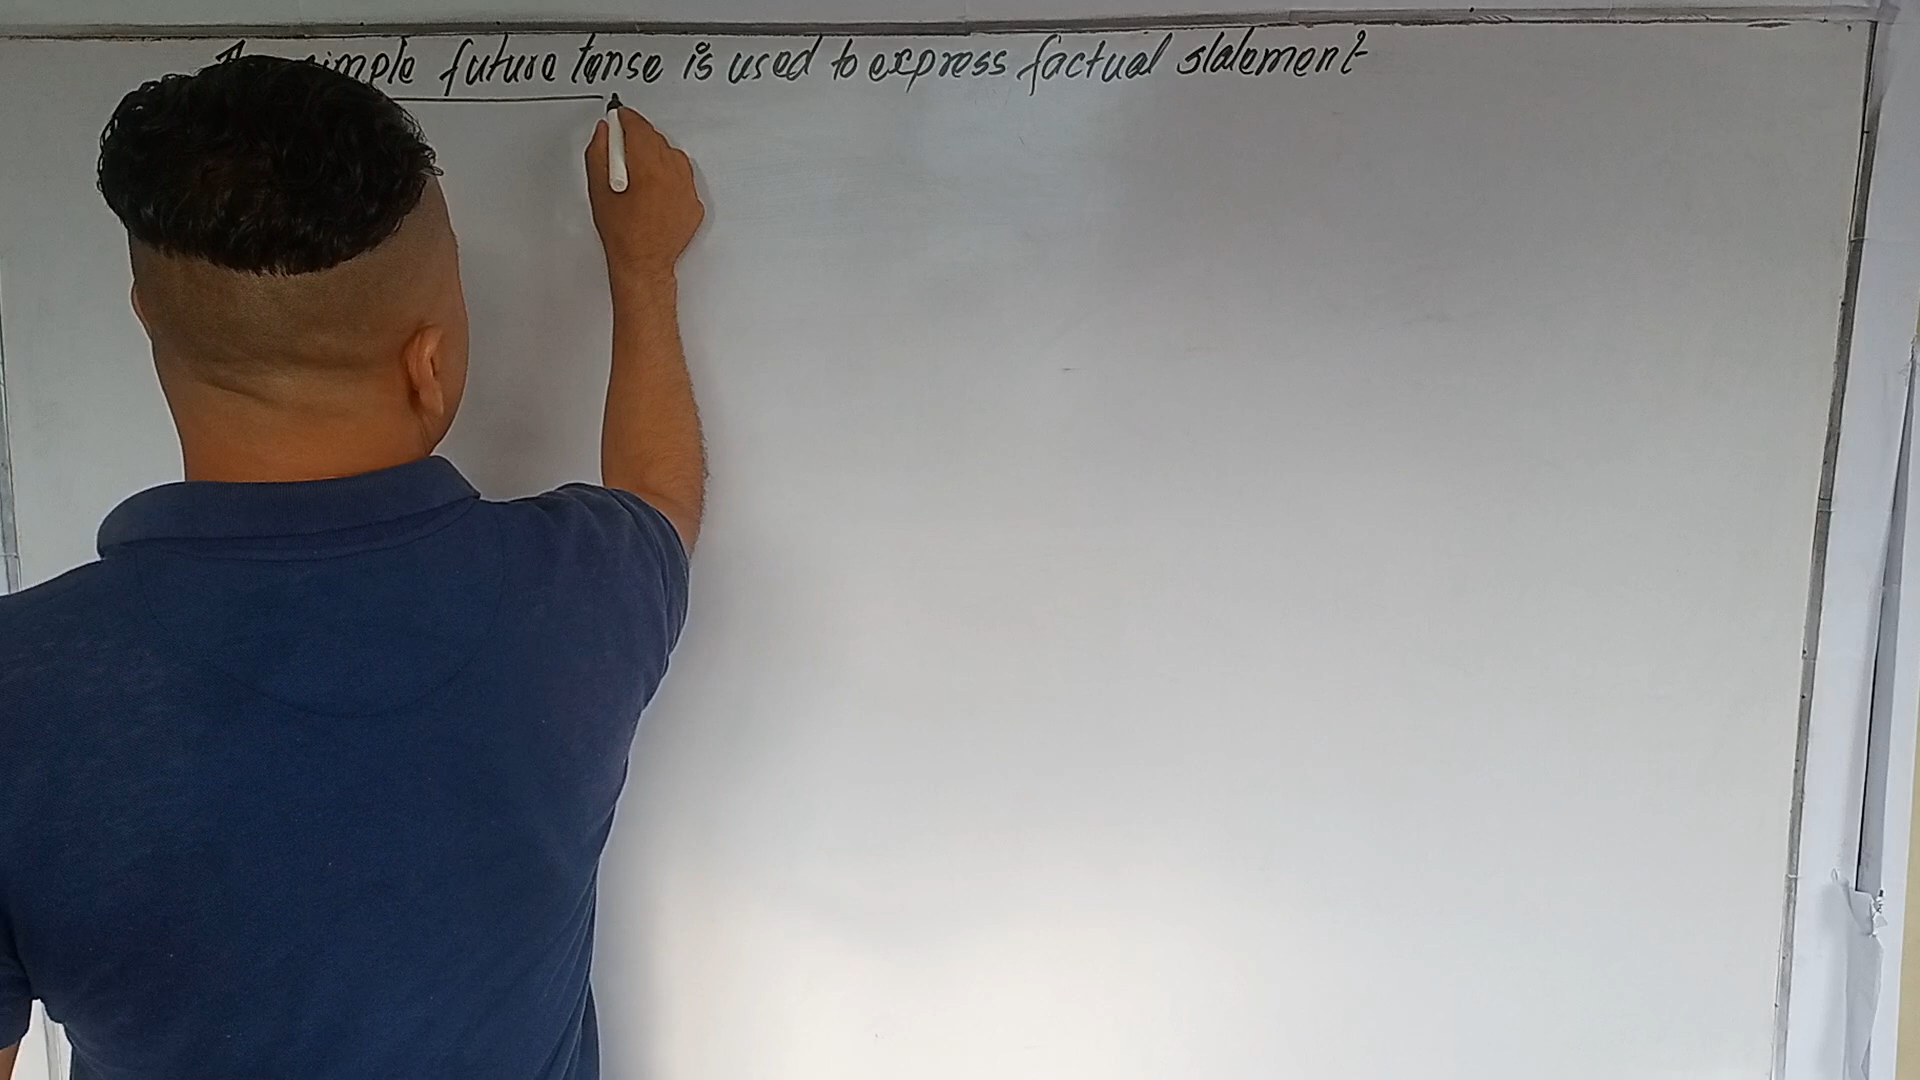 simple future tense is used to express factual statement